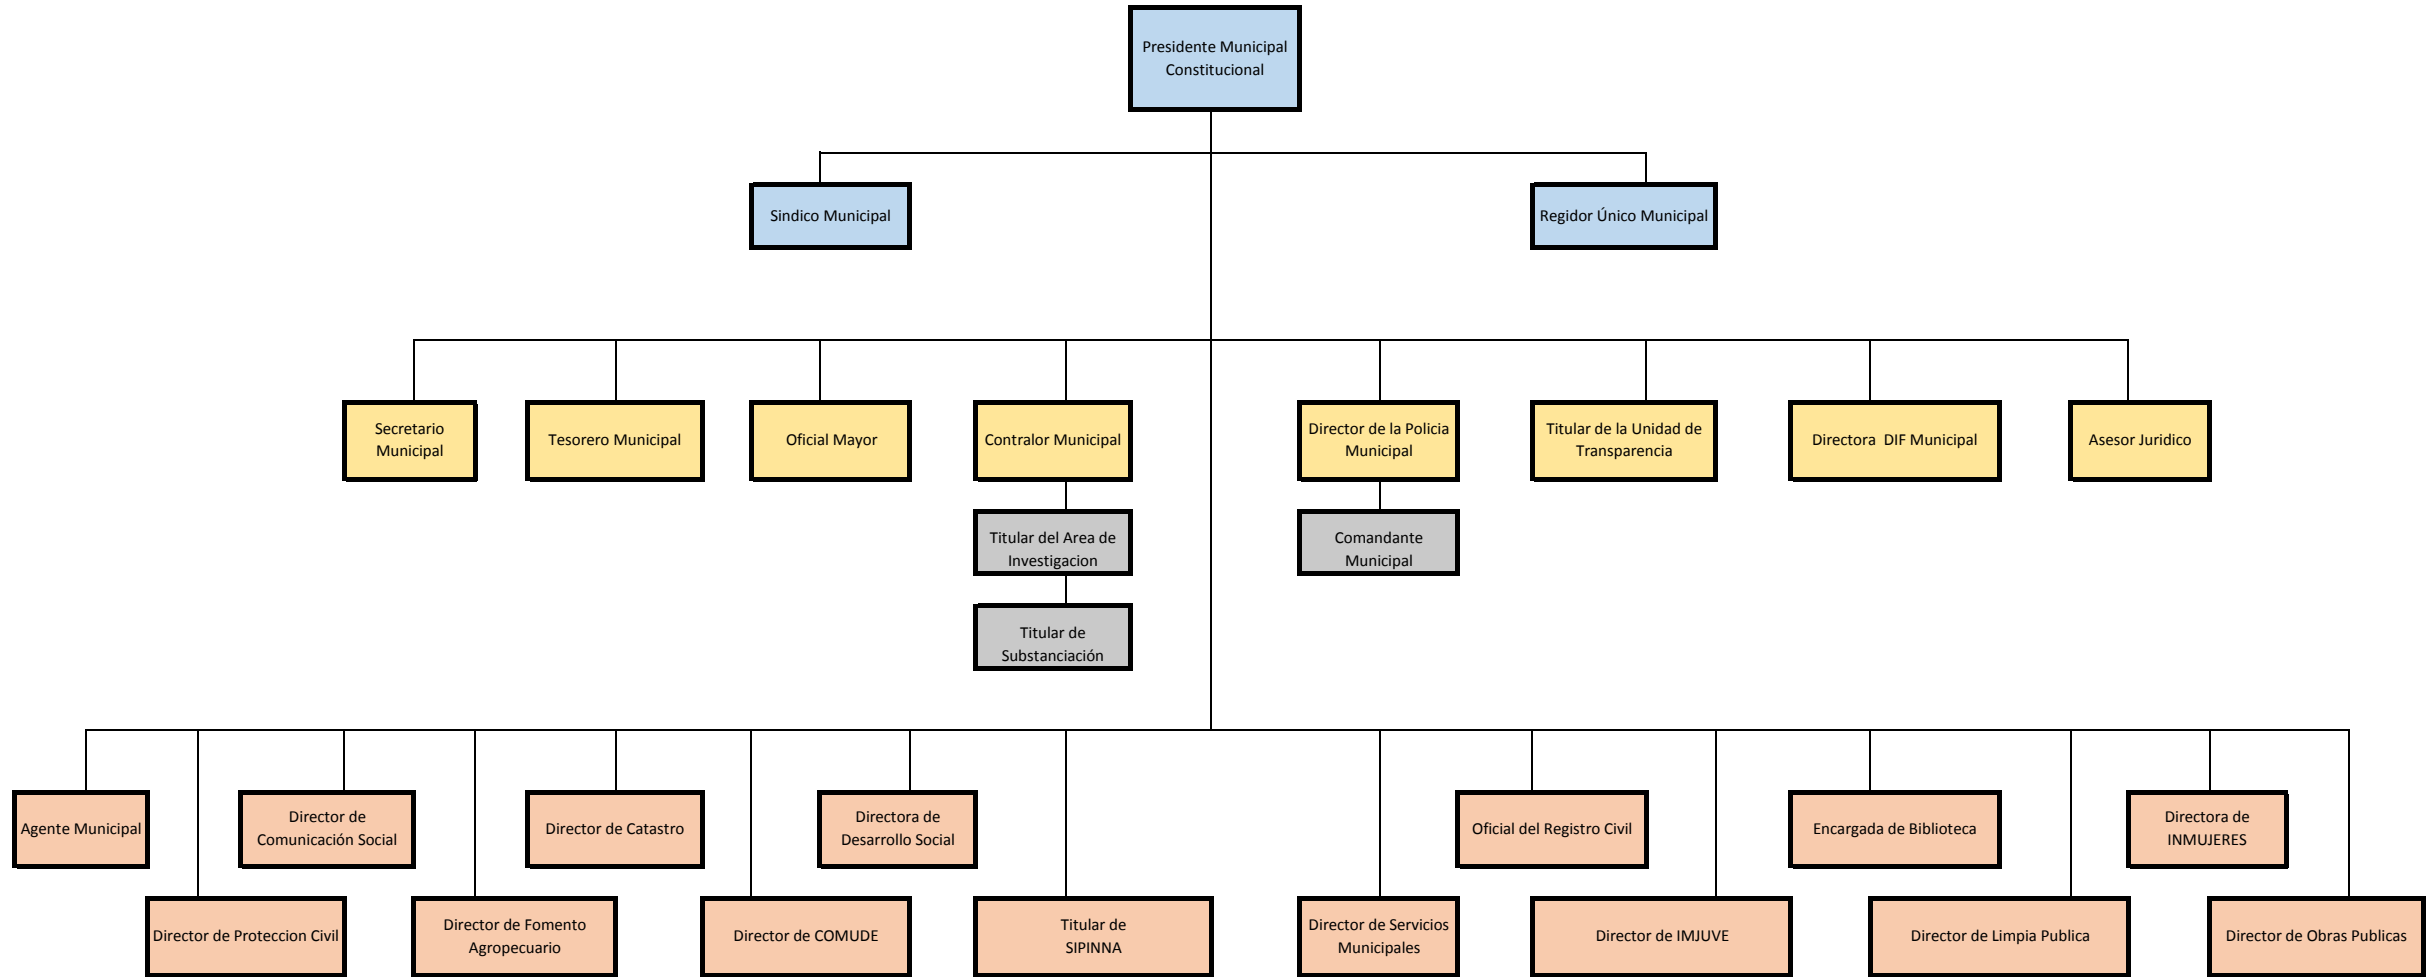 Presidente Municipal
Constitucional
Sindico Municipal
Regidor Único Municipal
Secretario
Municipal
Tesorero Municipal
Oficial Mayor
Contralor Municipal
Director de la Policia
Municipal
Titular de la Unidad de
Transparencia
Directora  DIF Municipal
Asesor Juridico
Titular del Area de
Investigacion
Comandante
Municipal
Titular de
Substanciación
Agente Municipal
Director de
Comunicación Social
Director de Catastro
Directora de
Desarrollo Social
Oficial del Registro Civil
Encargada de Biblioteca
Directora de
INMUJERES
Director de Proteccion Civil
Director de Fomento
Agropecuario
Director de COMUDE
Titular de
SIPINNA
Director de Servicios
Municipales
Director de IMJUVE
Director de Limpia Publica
Director de Obras Publicas